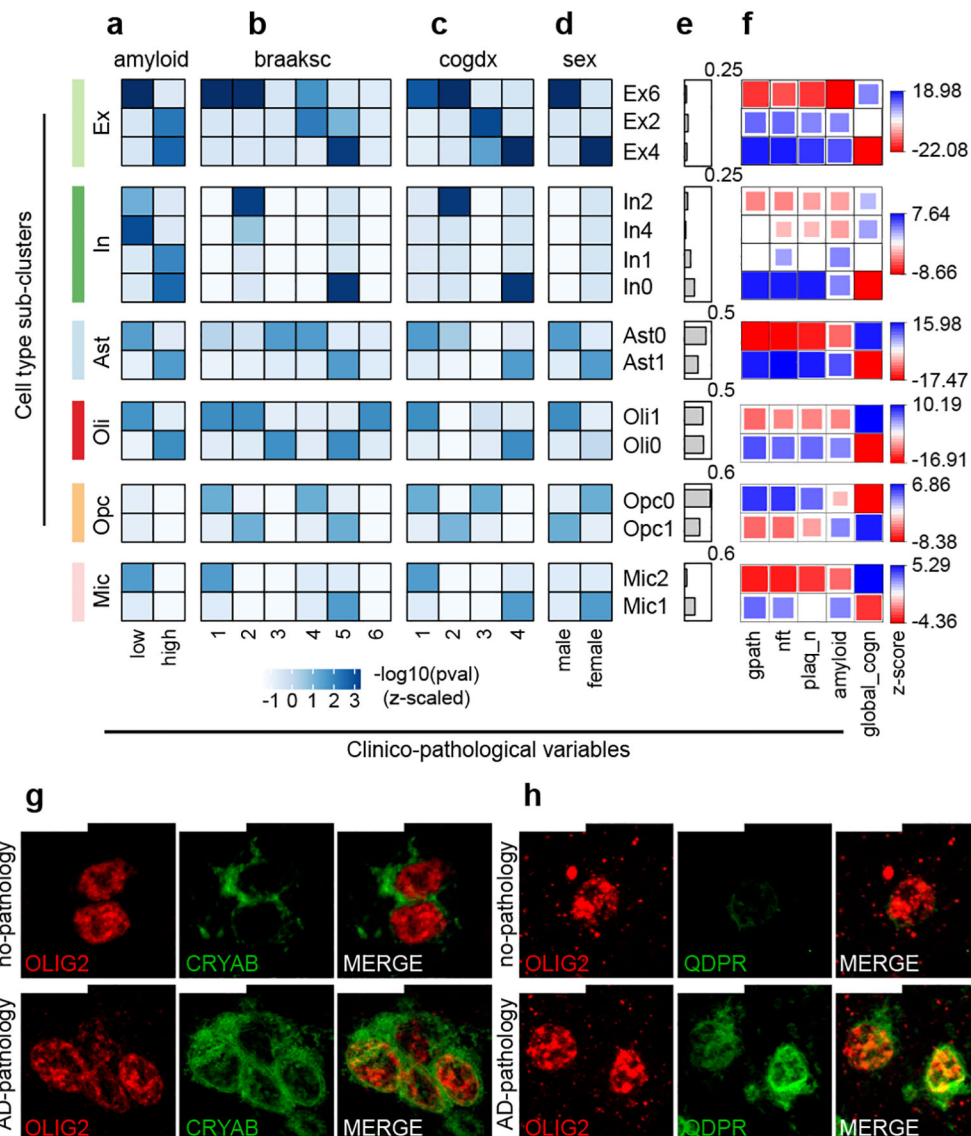 a b c d e f
amyloid braaksc cogdx sex
Cell type sub-clusters
Ex
0.25
Ex6
Ex2
Ex4
18.98
-22.08
In
0.25
In2
In4
In1
In0
7.64
-8.66
Ast
0.5
Ast0
Ast1
15.98
-17.47
Oli
0.5
Oli1
Oli0
10.19
-16.91
Opc
0.6
Opc0
Opc1
6.86
-8.38
Mic
0.6
Mic2
Mic1
5.29
-4.36
low high 1 2 3 4 5 6 1 2 3 4 male female gpath nft plaq_n amyloid global_cogn z-score
-1 0 1 2 3
-log10(pval)
(z-scaled)
Clinico-pathological variables
g h
no-pathology
OLIG2 CRYAB MERGE
no-pathology
OLIG2 QDPR MERGE
AD-pathology
OLIG2 CRYAB MERGE
AD-pathology
OLIG2 QDPR MERGE